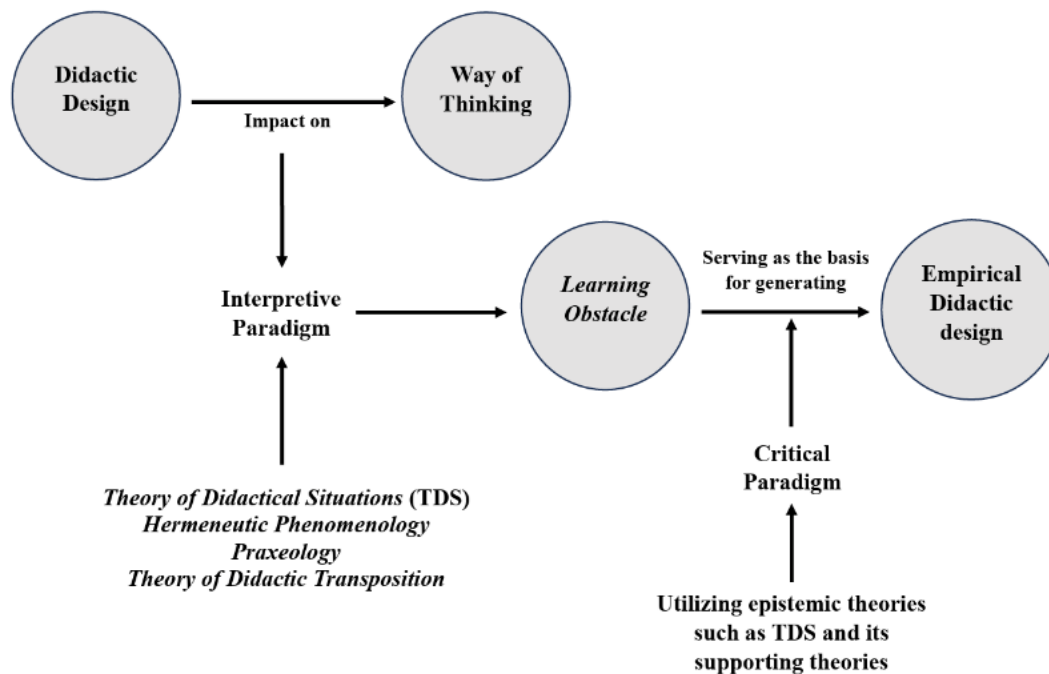 Didactic
Design
Way of
Thinking
Impact on
Interpretive
Paradigm
Learning
Obstacle
Serving as the basis
for generating
Empirical
Didactic
design
Theory of Didactical Situations (TDS)
Hermeneutic Phenomenology
Praxeology
Theory of Didactic Transposition
Critical
Paradigm
Utilizing epistemic theories
such as TDS and its
supporting theories